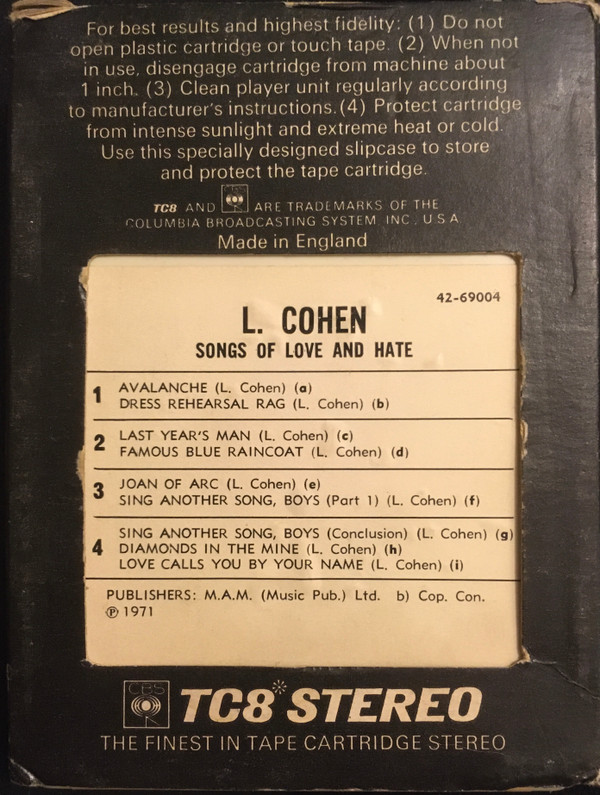 For best results and highest fidelity: (1) Do not
open plastic cartridge or touch tape. (2) When not
in use, disengage cartridge from machine about
1 inch. (3) Clean player unit regularly according
to manufacturer's instructions. (4) Protect cartridge
from intense sunlight and extreme heat or cold.
Use this specially designed slipcase to store
and protect the tape cartridge.
TC8 AND CBS ARE TRADEMARKS OF THE
COLUMBIA BROADCASTING SYSTEM INC, U.S.A.
Made in England
42-69004
L. COHEN
SONGS OF LOVE AND HATE
1 AVALANCHE (L. Cohen) (a)
DRESS REHEARSAL RAG (L. Cohen) (b)
2 LAST YEAR'S MAN (L. Cohen) (c)
FAMOUS BLUE RAINCOAT (L. Cohen) (d)
3 JOAN OF ARC (L. Cohen) (e)
SING ANOTHER SONG, BOYS (Part 1) (L. Cohen) (f)
4 SING ANOTHER SONG, BOYS (Conclusion) (L. Cohen) (g)
DIAMONDS IN THE MINE (L. Cohen) (h)
LOVE CALLS YOU BY YOUR NAME (L. Cohen) (i)
PUBLISHERS: M.A.M. (Music Pub.) Ltd. b) Cop. Con.
℗ 1971
CBS TC8* STEREO
THE FINEST IN TAPE CARTRIDGE STEREO